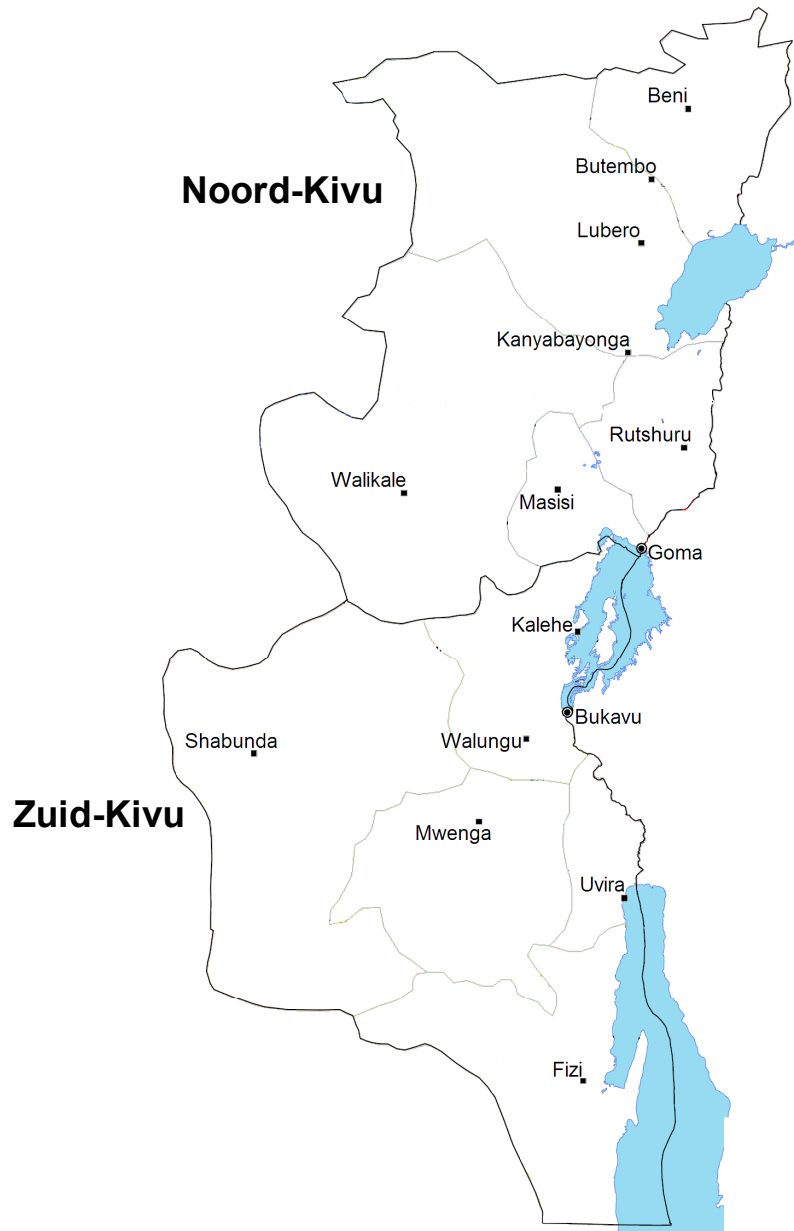 Beni
Butembo
Noord-Kivu
Lubero
Kanyabayonga
Rutshuru
Walikale
Masisi
Goma
Kalehe
Bukavu
Shabunda
Walungu
Zuid-Kivu
Mwenga
Uvira
Fizi